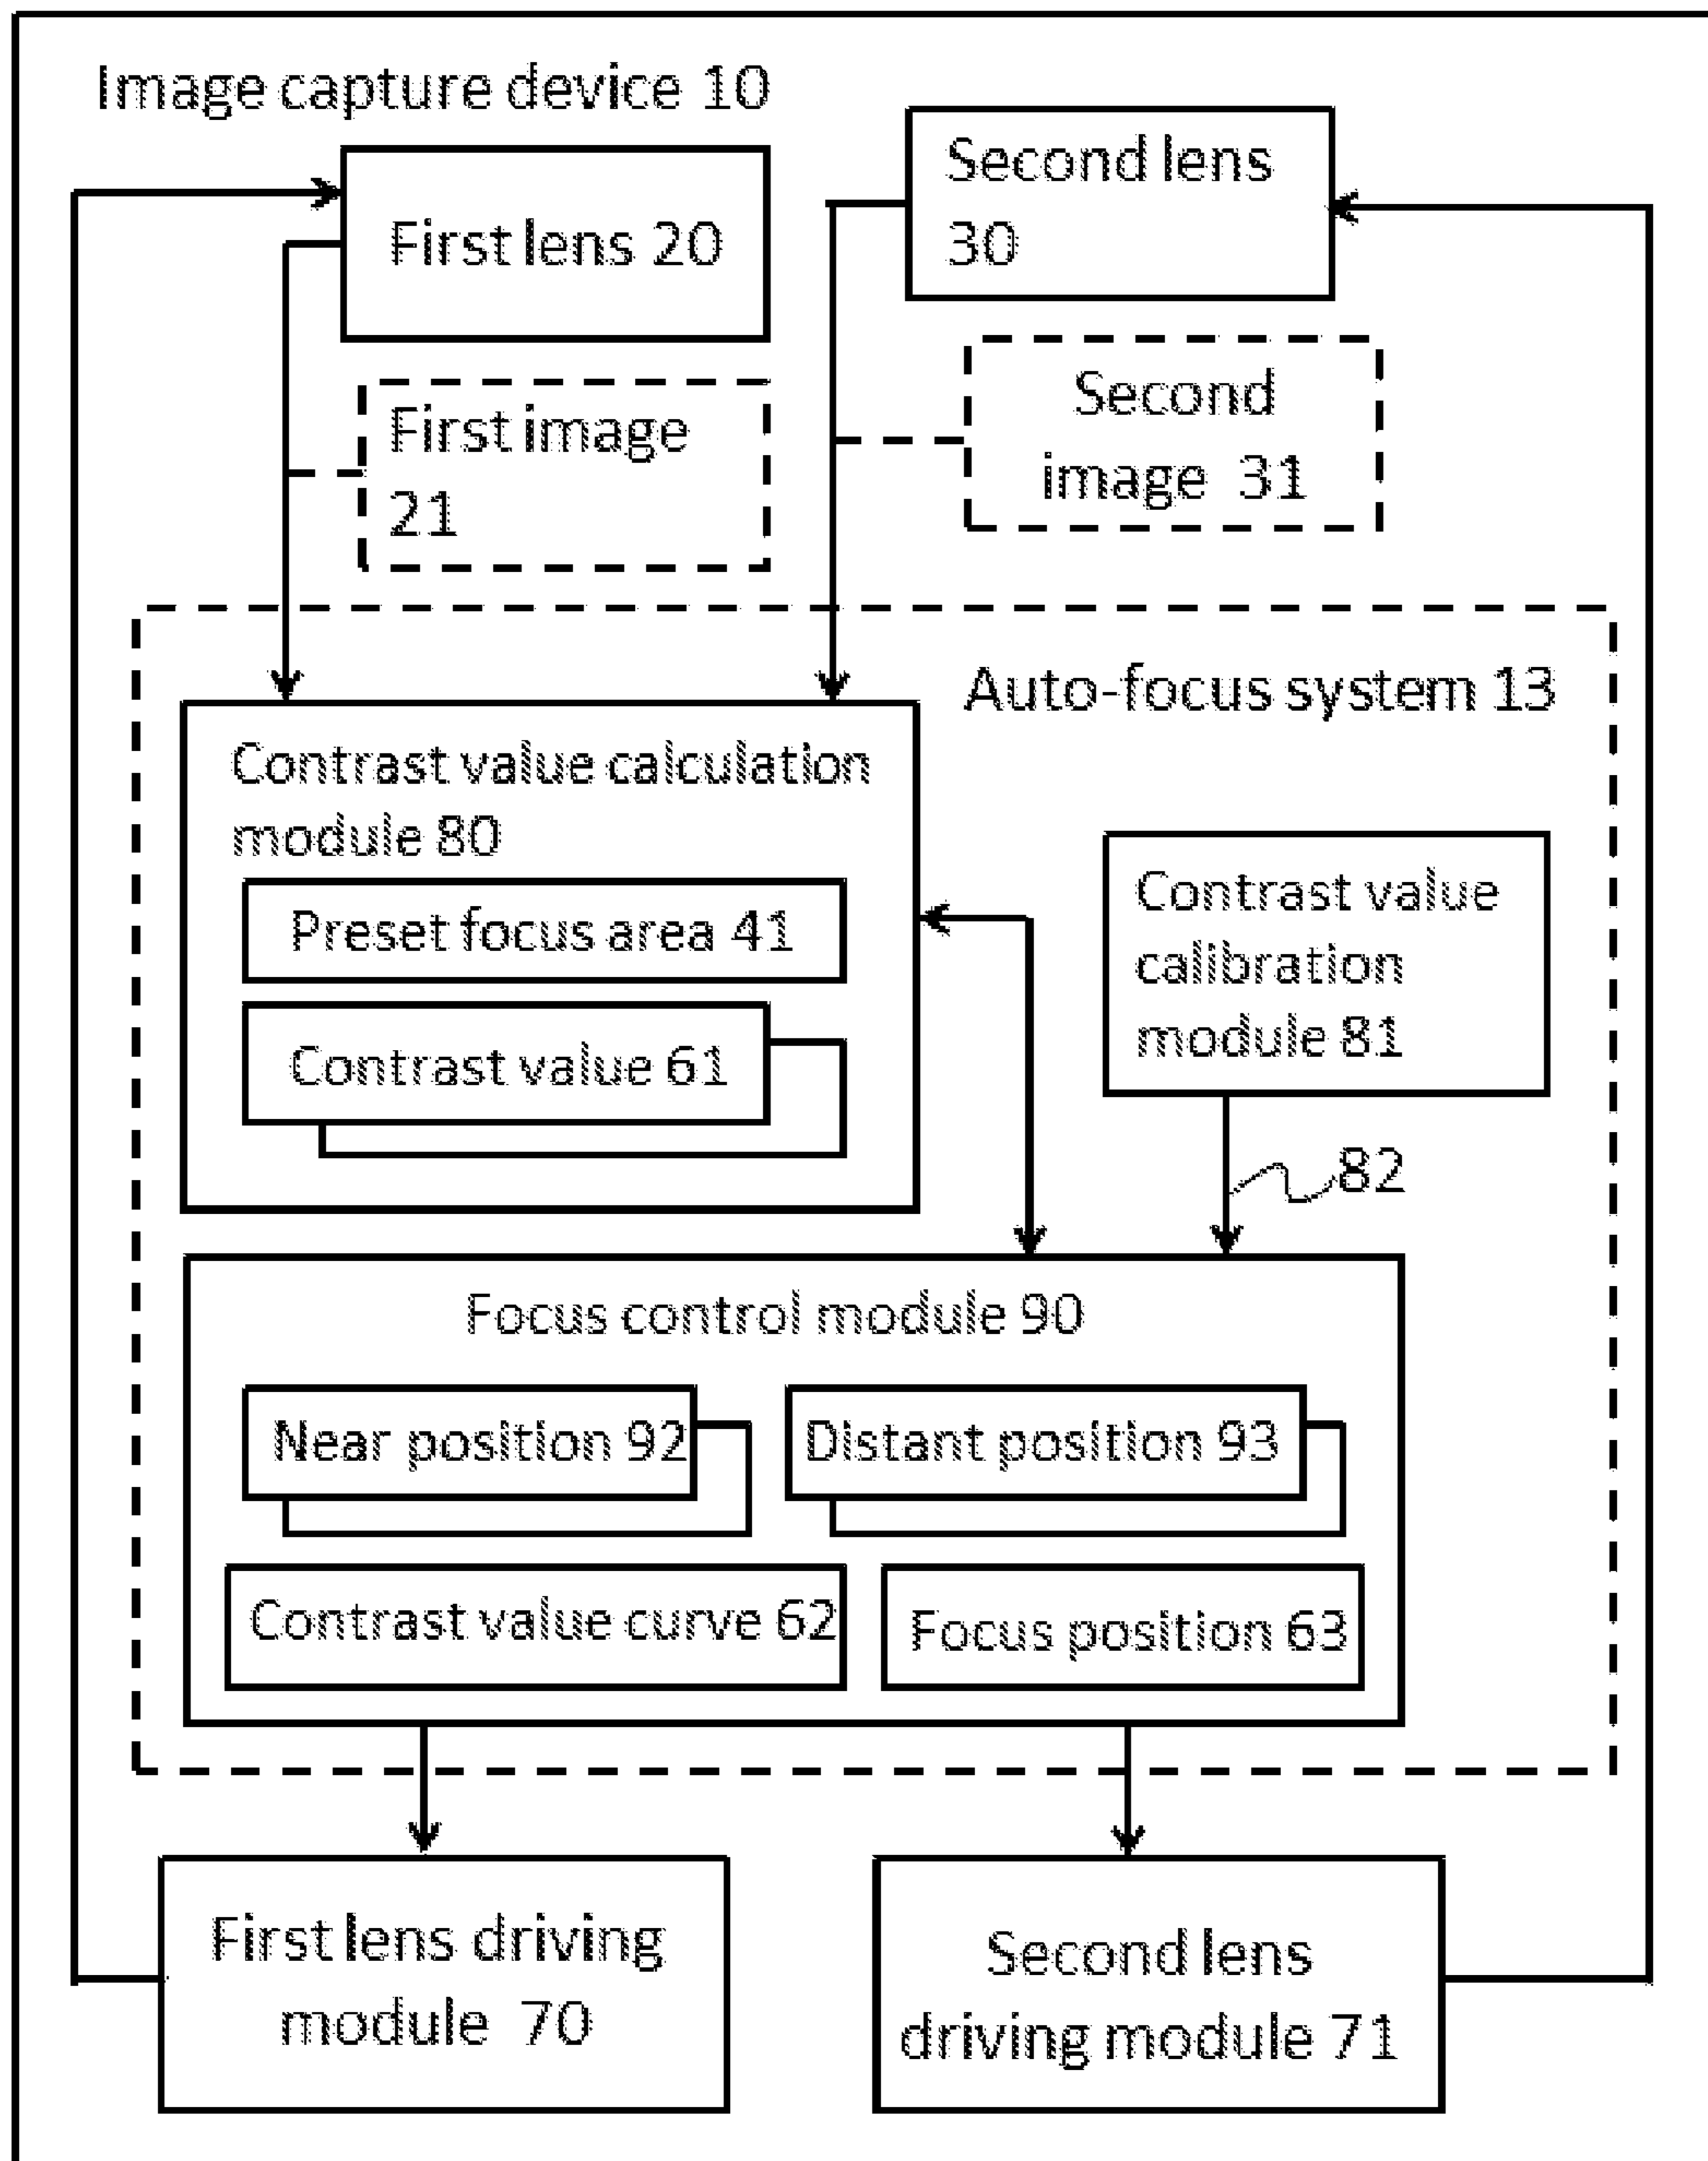 Image capture device 10
First lens 20
Second lens
30
First image
21
Second
image 31
Auto-focus system 13
Contrast value calculation
module 80
Preset focus area 41
Contrast value 61
Contrast value
calibration
module 81
82
Focus control module 90
Near position 92
Distant position 93
Contrast value curve 62
Focus position 63
First lens driving
module 70
Second lens
driving module 71